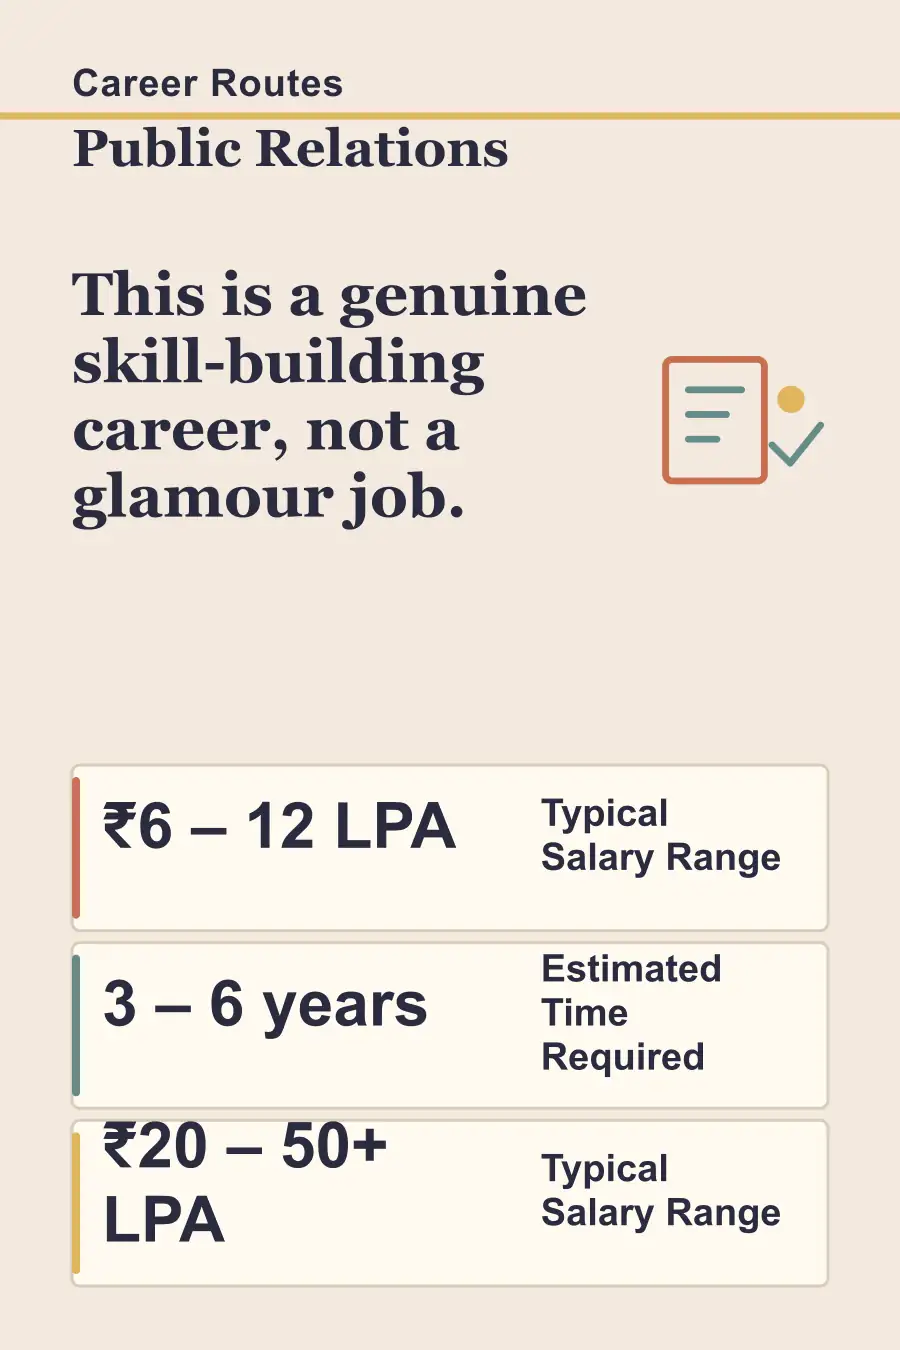 Career Routes
Public Relations
This is a genuine
skill-building
career, not a
glamour job.
₹6 – 12 LPA
Typical
Salary Range
3 – 6 years
Estimated
Time
Required
₹20 – 50+
LPA
Typical
Salary Range